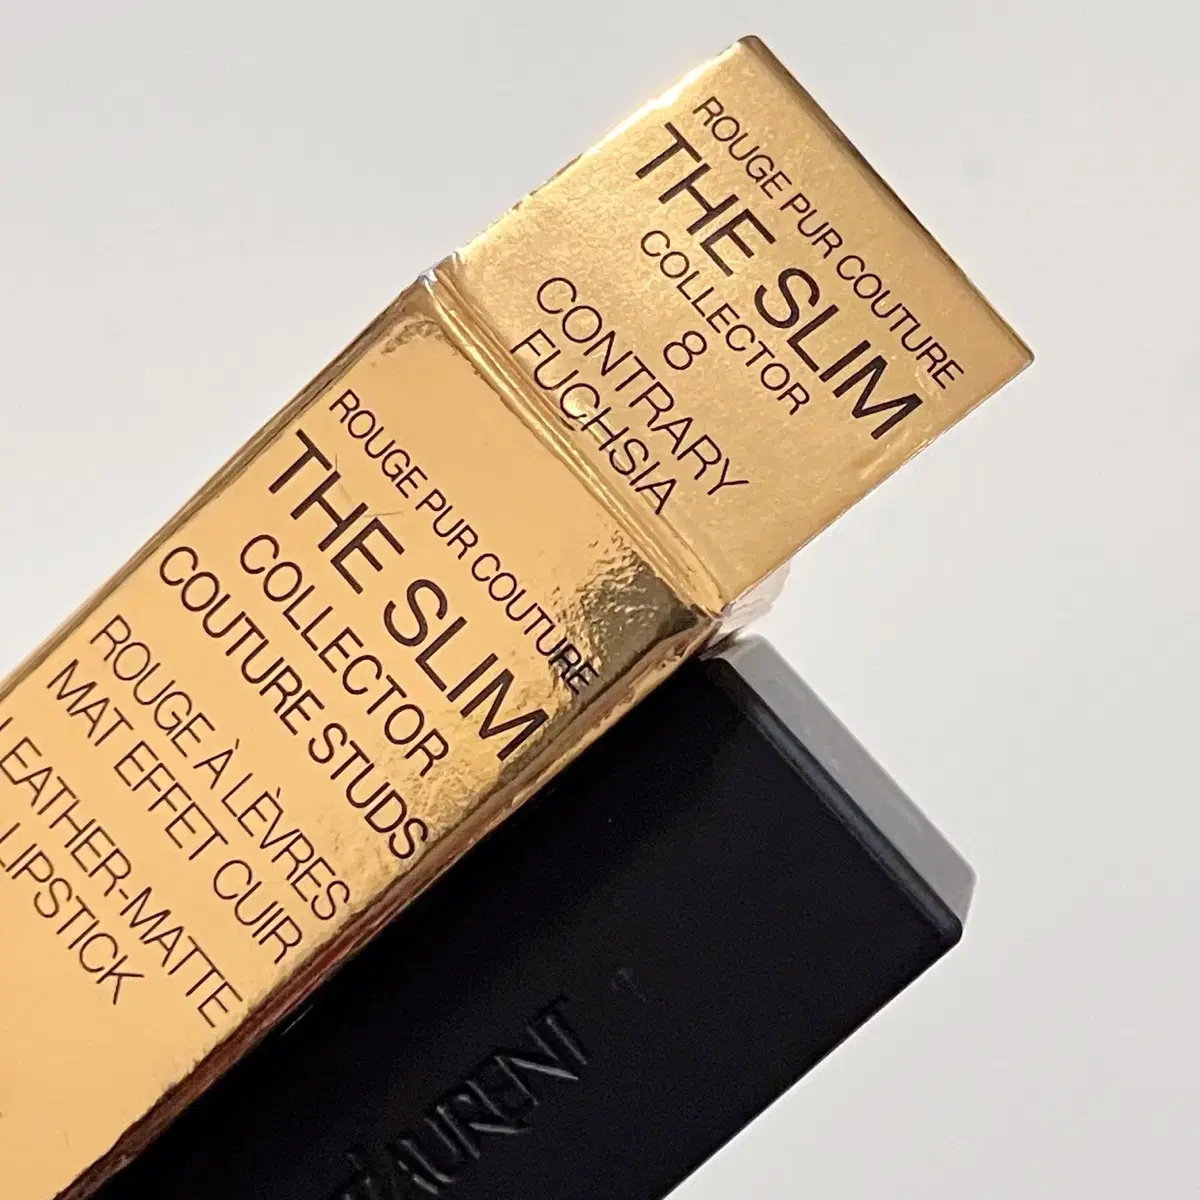 ROUGE PUR COUTURE
THE SLIM
COLLECTOR
8
CONTRARY
FUCHSIA
ROUGE PUR COUTURE
THE SLIM
COLLECTOR
COUTURE STUDS
ROUGE À LÈVRES
MAT EFFET CUIR
LEATHER-MATTE
LIPSTICK
LAURENT